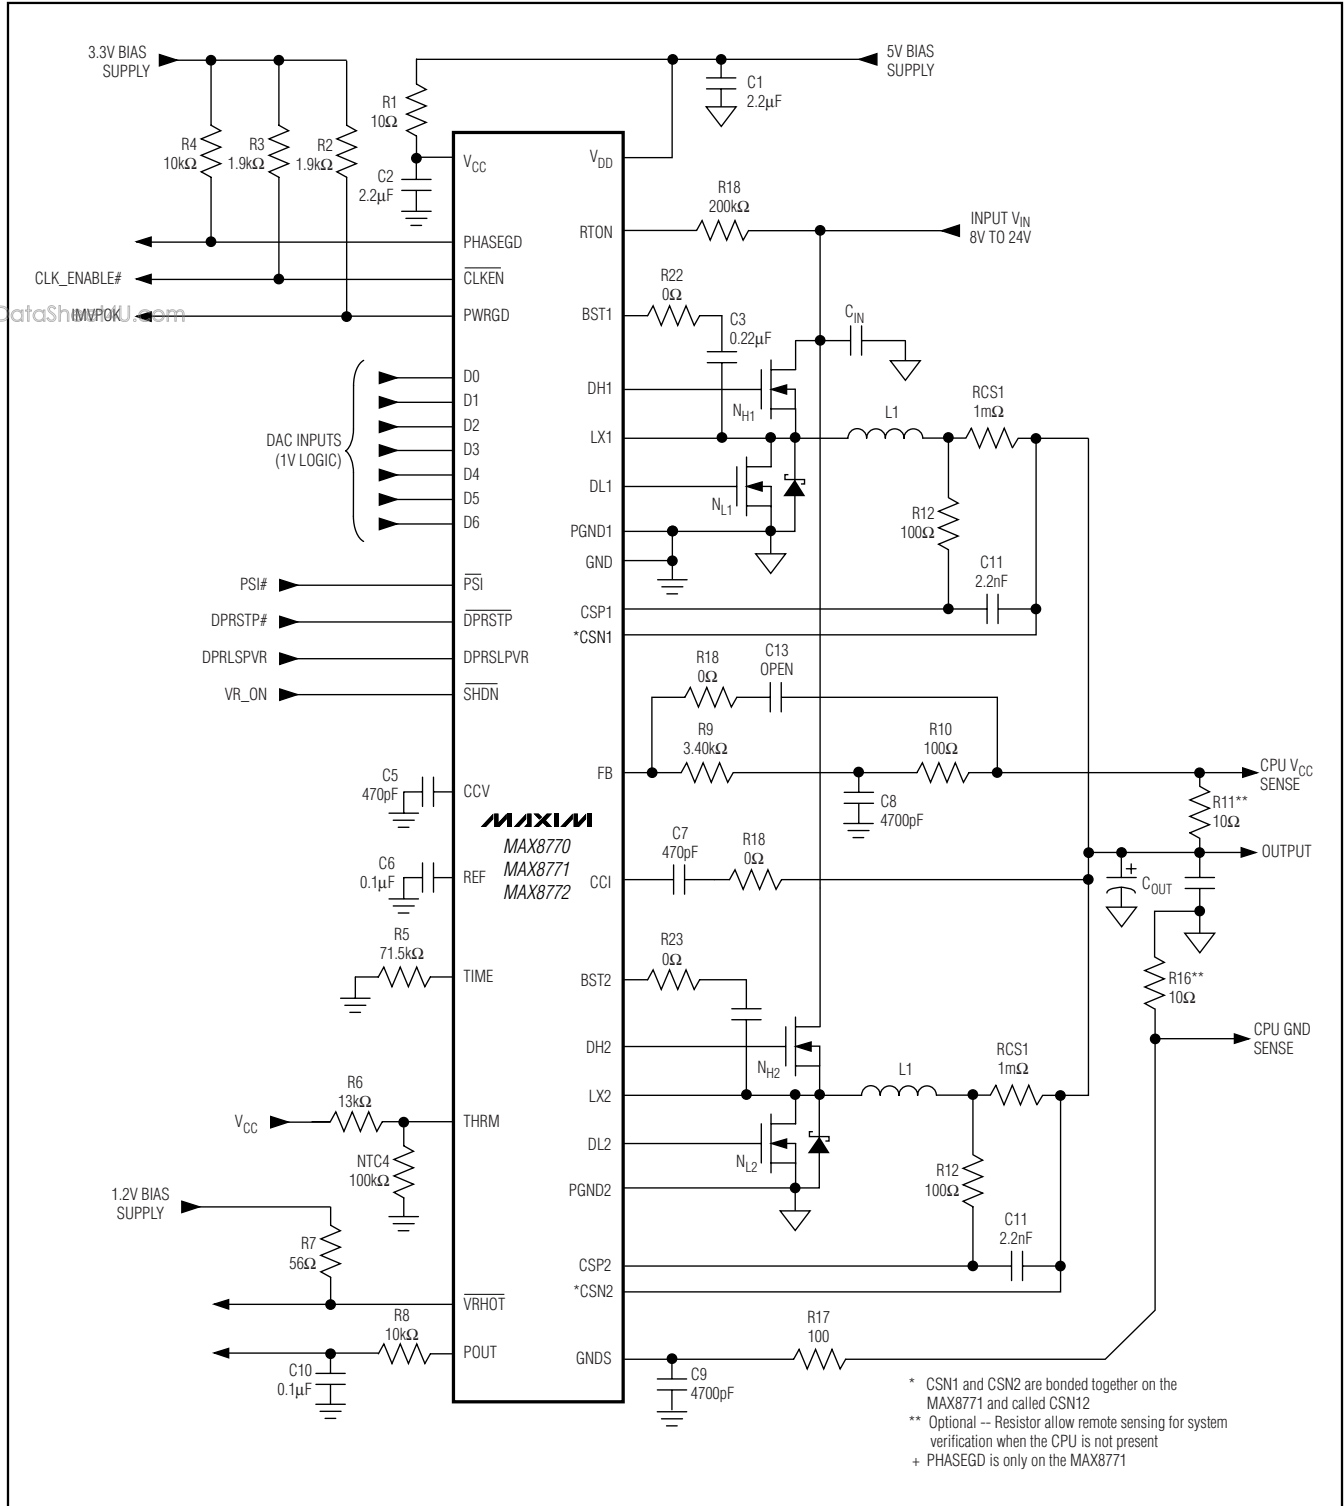 3.3V BIAS
SUPPLY
5V BIAS
SUPPLY
C1
2.2µF
R1
10Ω
R4
10kΩ
R3
1.9kΩ
R2
1.9kΩ
C2
2.2µF
VCC
VDD
R18
200kΩ
INPUT VIN
8V TO 24V
RTON
PHASEGD
CLK_ENABLE#
CLKEN
IMVPOK
PWRGD
R22
0Ω
BST1
C3
0.22µF
CIN
DAC INPUTS
(1V LOGIC)
D0
D1
D2
D3
D4
D5
D6
DH1
NH1
L1
RCS1
1mΩ
LX1
DL1
NL1
R12
100Ω
PGND1
GND
C11
2.2nF
CSP1
*CSN1
PSI#
PSI
DPRSTP#
DPRSTP
DPRLSPVR
DPRSLPVR
VR_ON
SHDN
R18
0Ω
C13
OPEN
R9
3.40kΩ
R10
100Ω
FB
C8
4700pF
CPU VCC
SENSE
R11**
10Ω
C5
470pF
CCV
MAXIM
MAX8770
MAX8771
MAX8772
C7
470pF
R18
0Ω
CCI
OUTPUT
+
COUT
C6
0.1µF
REF
R5
71.5kΩ
TIME
R23
0Ω
BST2
R16**
10Ω
CPU GND
SENSE
DH2
NH2
L1
RCS1
1mΩ
LX2
R6
13kΩ
VCC
THRM
NTC4
100kΩ
DL2
NL2
R12
100Ω
PGND2
1.2V BIAS
SUPPLY
R7
56Ω
C11
2.2nF
CSP2
*CSN2
VRHOT
R8
10kΩ
POUT
C10
0.1µF
R17
100
GNDS
C9
4700pF
* CSN1 and CSN2 are bonded together on the
MAX8771 and called CSN12
** Optional -- Resistor allow remote sensing for system
verification when the CPU is not present
+ PHASEGD is only on the MAX8771